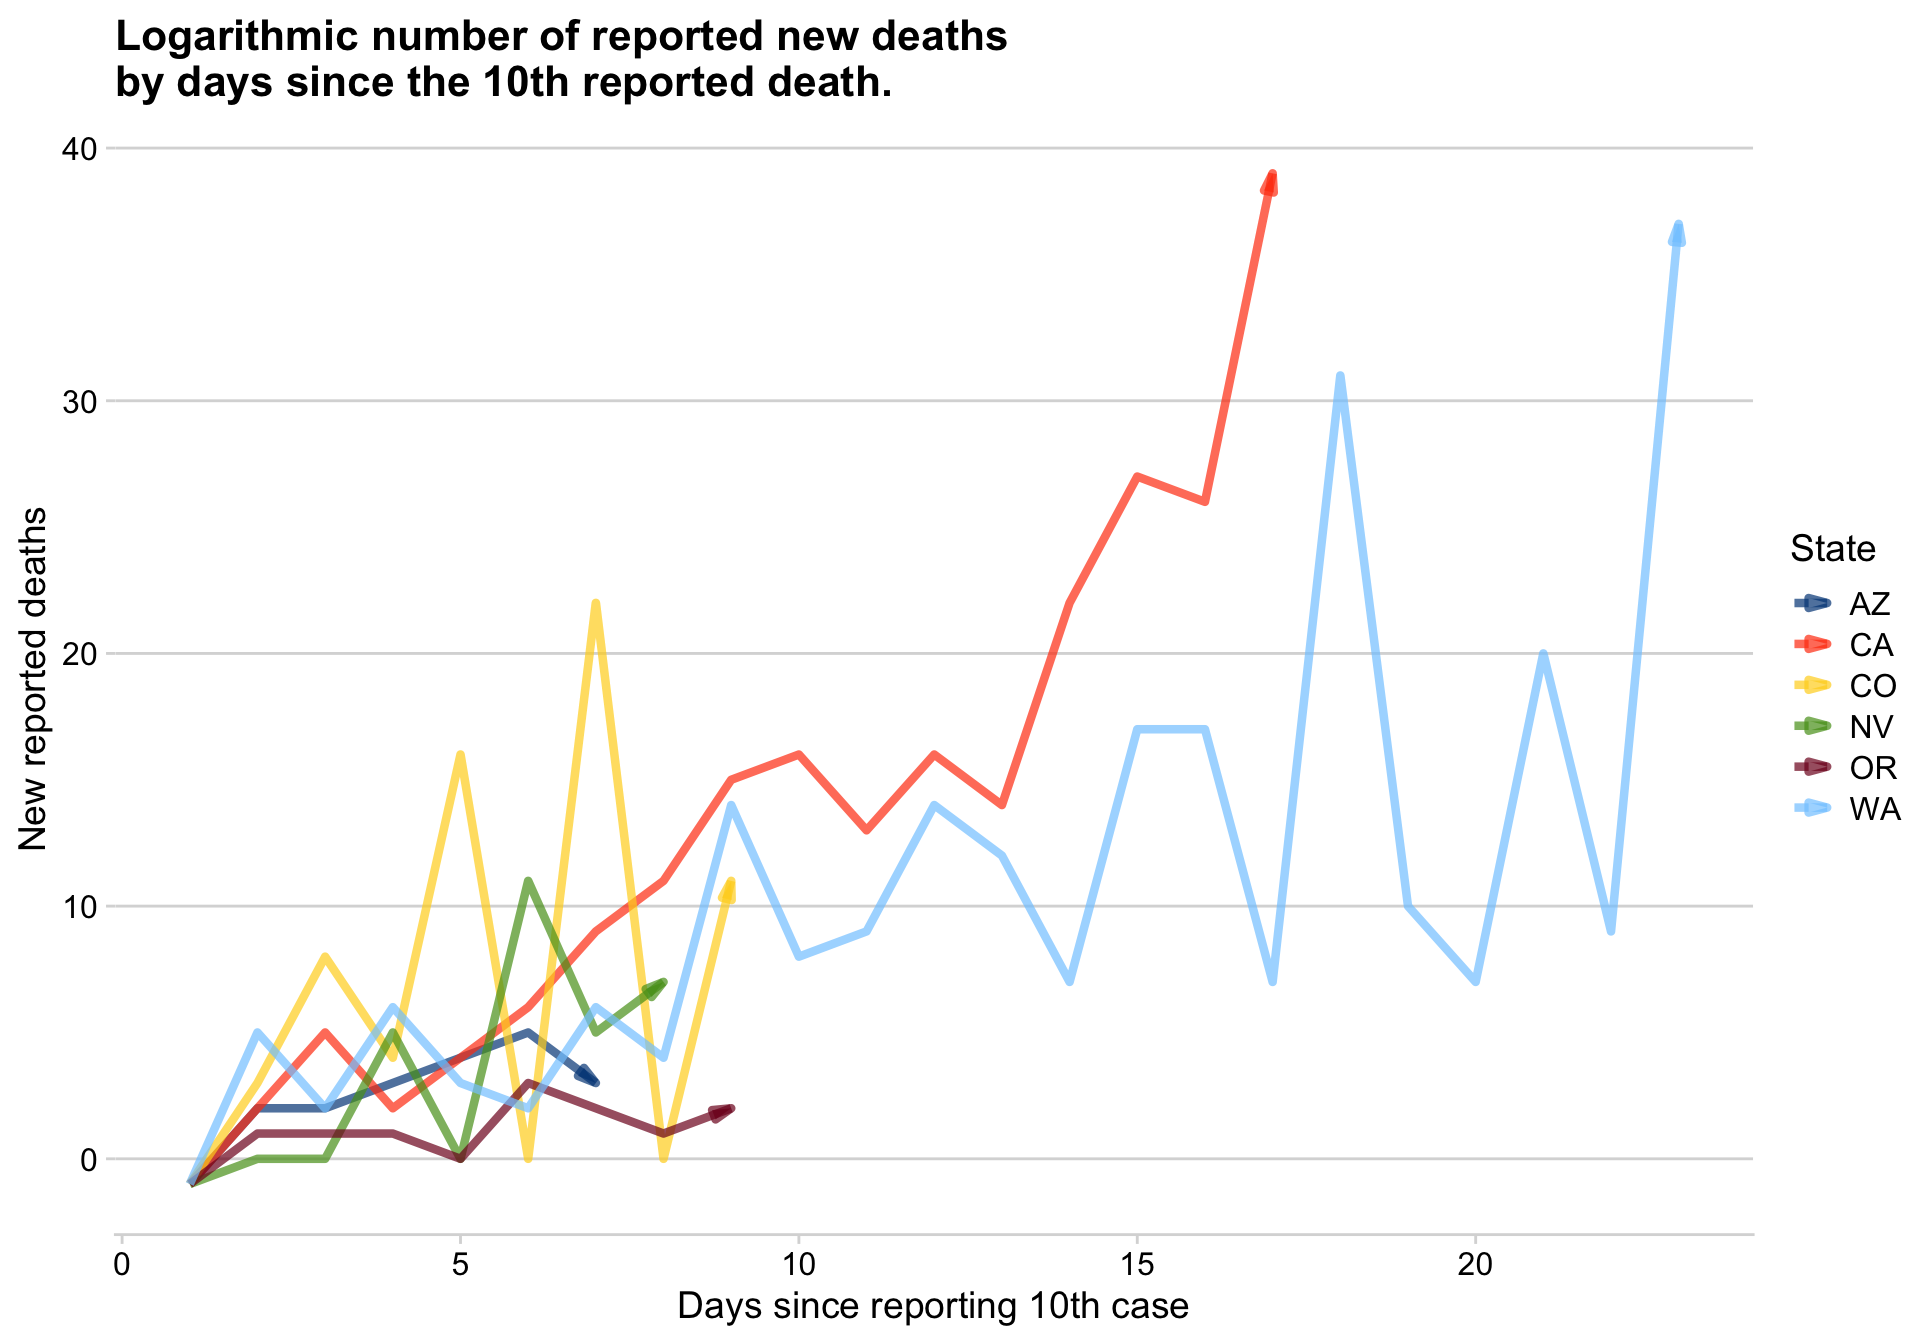 Logarithmic number of reported new deaths
by days since the 10th reported death.
40
30
20
10
0
New reported deaths
0 5 10 15 20
Days since reporting 10th case
State
AZ
CA
CO
NV
OR
WA